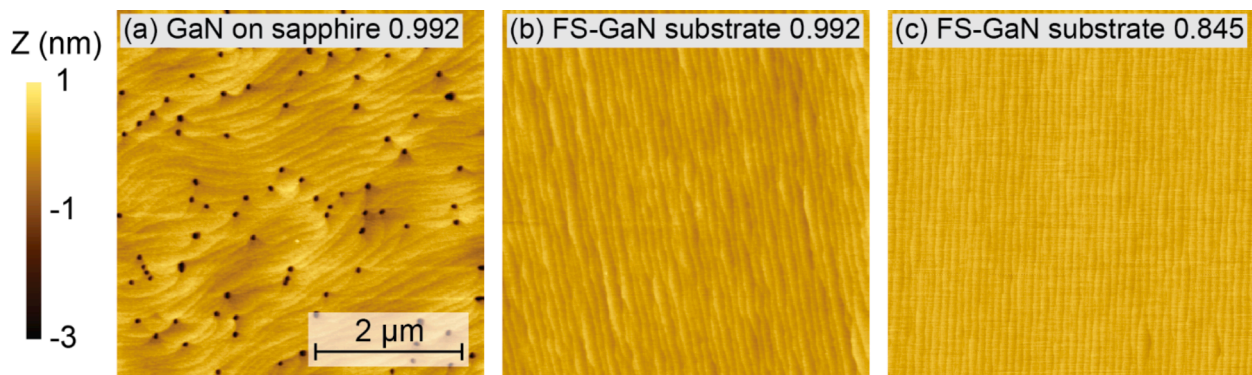 Z (nm)
1
-1
-3
(a) GaN on sapphire 0.992
2 μm
(b) FS-GaN substrate 0.992
(c) FS-GaN substrate 0.845